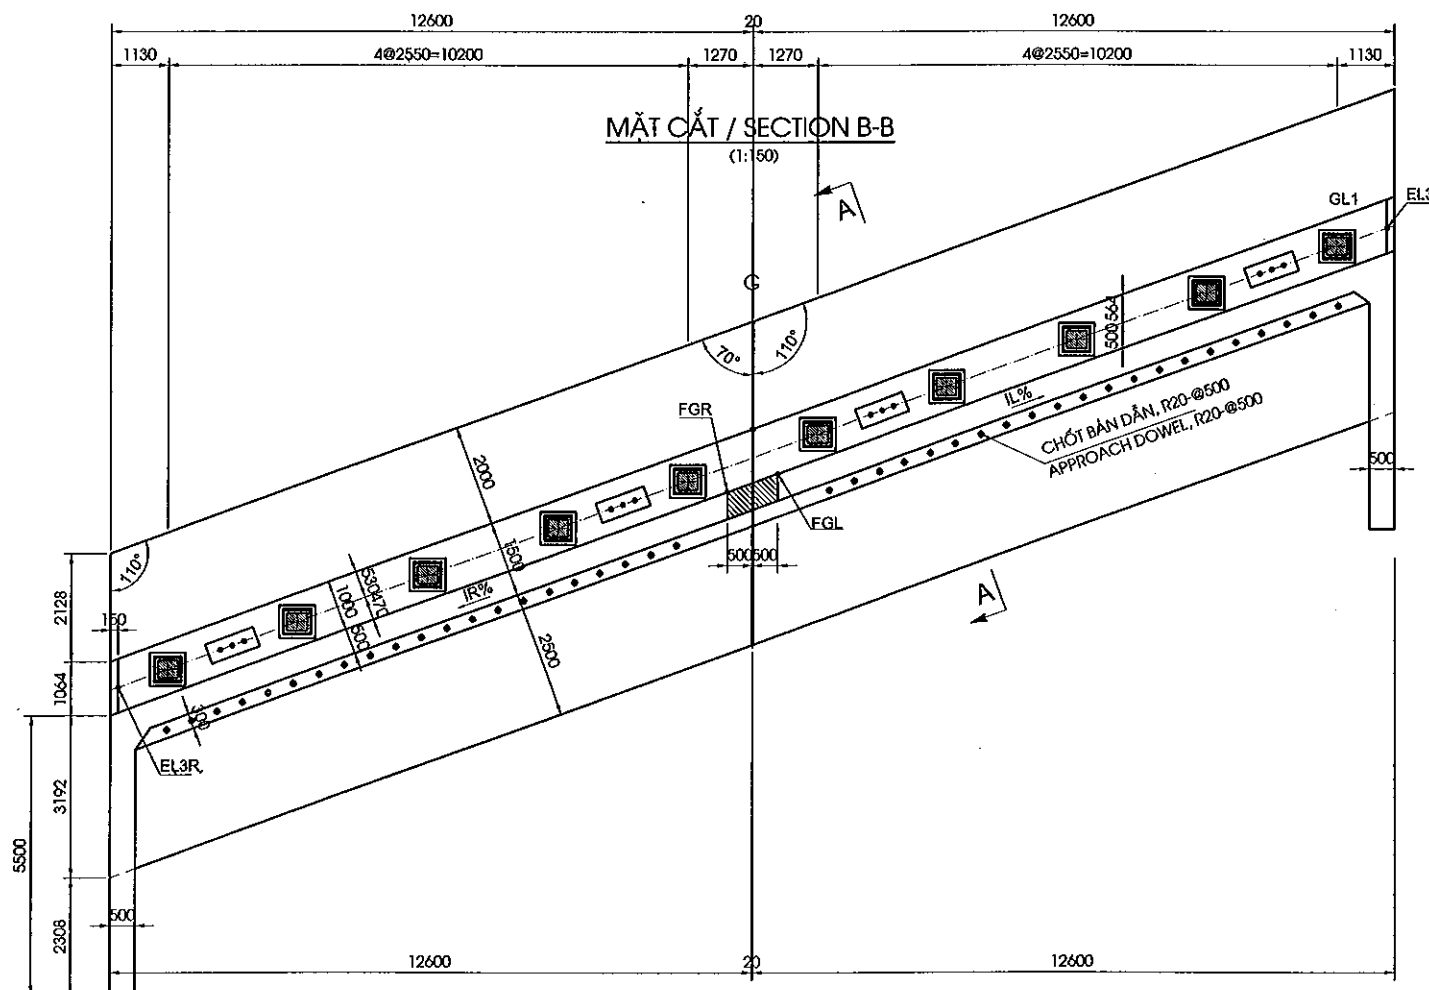 12600 20 12600
1130 4@2550=10200 1270 1270 4@2550=10200 1130
MẶT CẮT / SECTION B-B
(1:150)
A
GL1 EL3
G
70° 110°
500 564
FGR
IL%
CHỐT BẢN DẪN, R20-@500
APPROACH DOWEL, R20-@500
2000
500
FGL
110°
1500
500 500
530 470
1000
IR%
A
2128
150
500
2500
1064
300
EL3R
3192
5500
500
2308
12600 20 12600